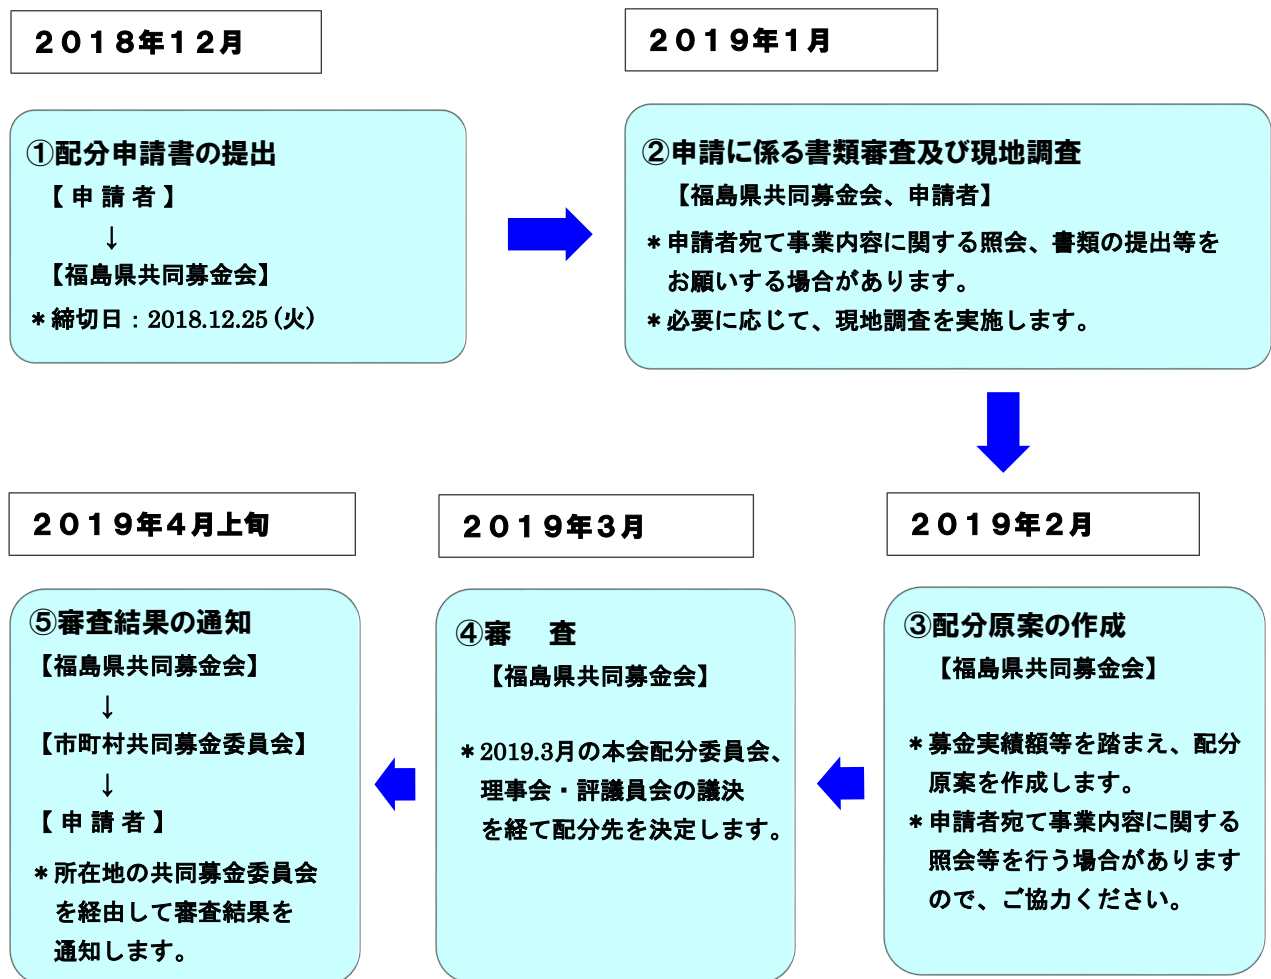 ２０１８年１２月
①配分申請書の提出
【 申 請 者 】
↓
【福島県共同募金会】
＊締切日：2018.12.25 (火)
２０１９年１月
②申請に係る書類審査及び現地調査
【福島県共同募金会、申請者】
＊申請者宛て事業内容に関する照会、書類の提出等を
お願いする場合があります。
＊必要に応じて、現地調査を実施します。
２０１９年２月
③配分原案の作成
【福島県共同募金会】
＊募金実績額等を踏まえ、配分
原案を作成します。
＊申請者宛て事業内容に関する
照会等を行う場合があります
ので、ご協力ください。
２０１９年３月
④審　査
【福島県共同募金会】
＊2019.3月の本会配分委員会、
理事会・評議員会の議決
を経て配分先を決定します。
２０１９年４月上旬
⑤審査結果の通知
【福島県共同募金会】
↓
【市町村共同募金委員会】
↓
【 申 請 者 】
＊所在地の共同募金委員会
を経由して審査結果を
通知します。